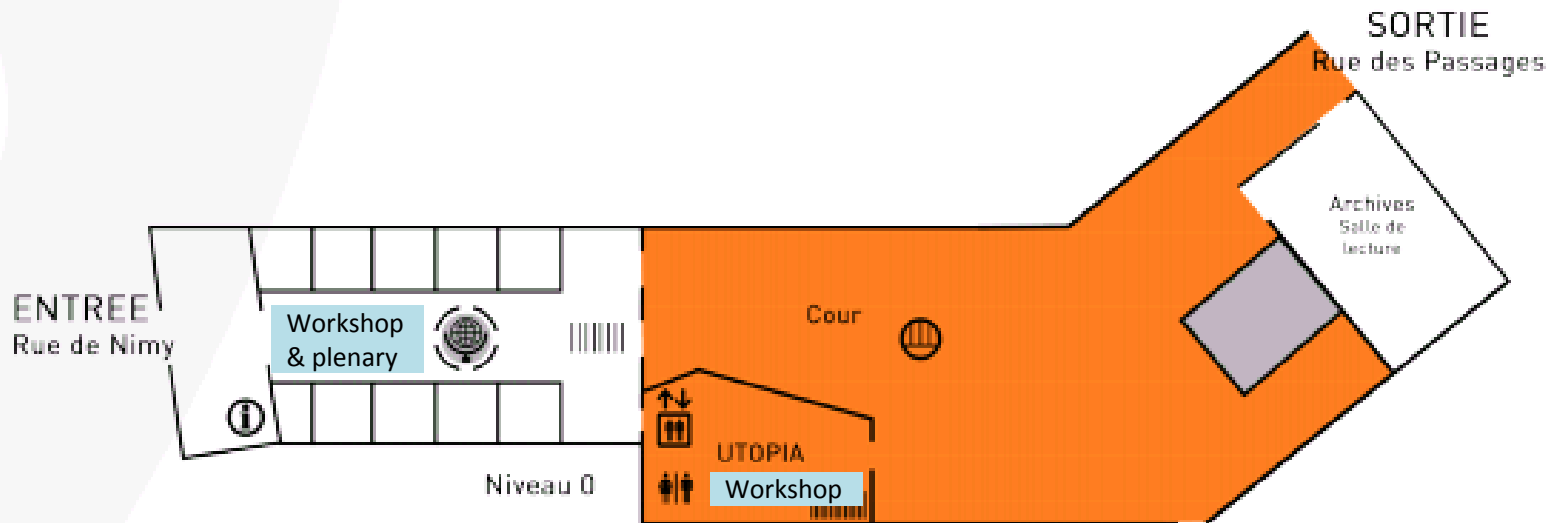 SORTIE
Rue des Passages
Archives
Salle de
lecture
ENTREE
Rue de Nimy
Workshop
& plenary
Cour
UTOPIA
Workshop
Niveau 0